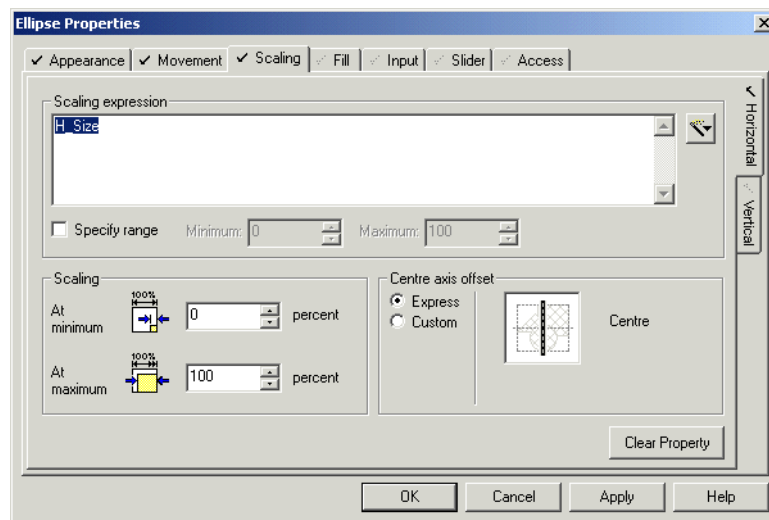 Ellipse Properties
Appearance Movement Scaling Fill Input Slider Access
Scaling expression
H_Size
Specify range Minimum: 0 Maximum: 100
Horizontal
Vertical
Scaling
At minimum 100% 0 percent
At maximum 100% 100 percent
Centre axis offset
Express
Custom
Centre
Clear Property
OK Cancel Apply Help